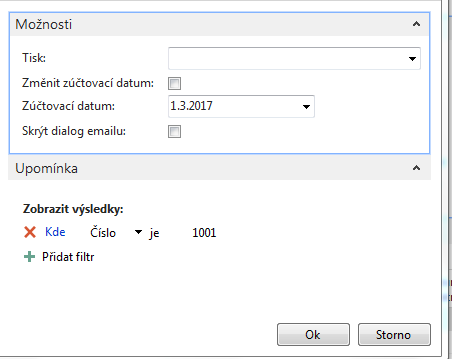 Možnosti
Tisk:
Změnit zúčtovací datum:
Zúčtovací datum: 1.3.2017
Skrýt dialog emailu:
Upomínka
Zobrazit výsledky:
Kde Číslo je 1001
Přidat filtr
Ok Storno